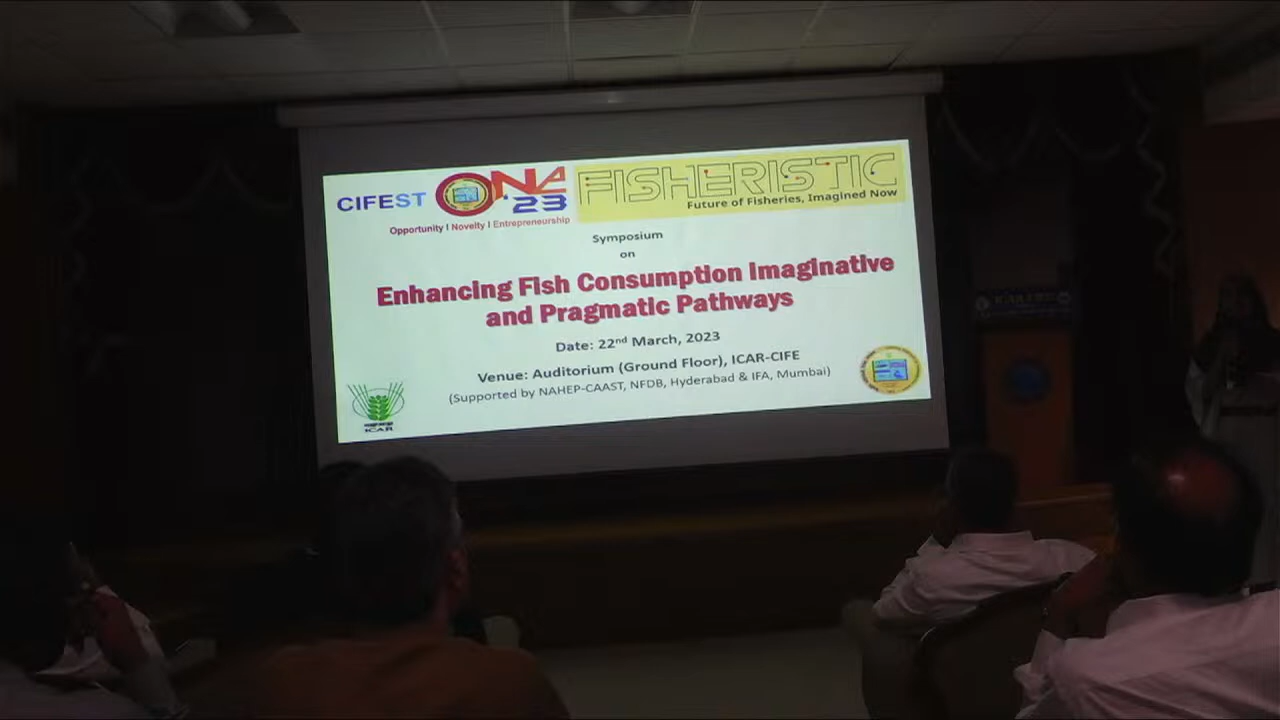 CIFEST ONA 23
Opportunity I Novelty I Entrepreneurship
FISHERISTIC
Future of Fisheries, Imagined Now
Symposium
on
Enhancing Fish Consumption Imaginative
and Pragmatic Pathways
Date: 22nd March, 2023
Venue: Auditorium (Ground Floor), ICAR-CIFE
(Supported by NAHEP-CAAST, NFDB, Hyderabad & IFA, Mumbai)
ICAR